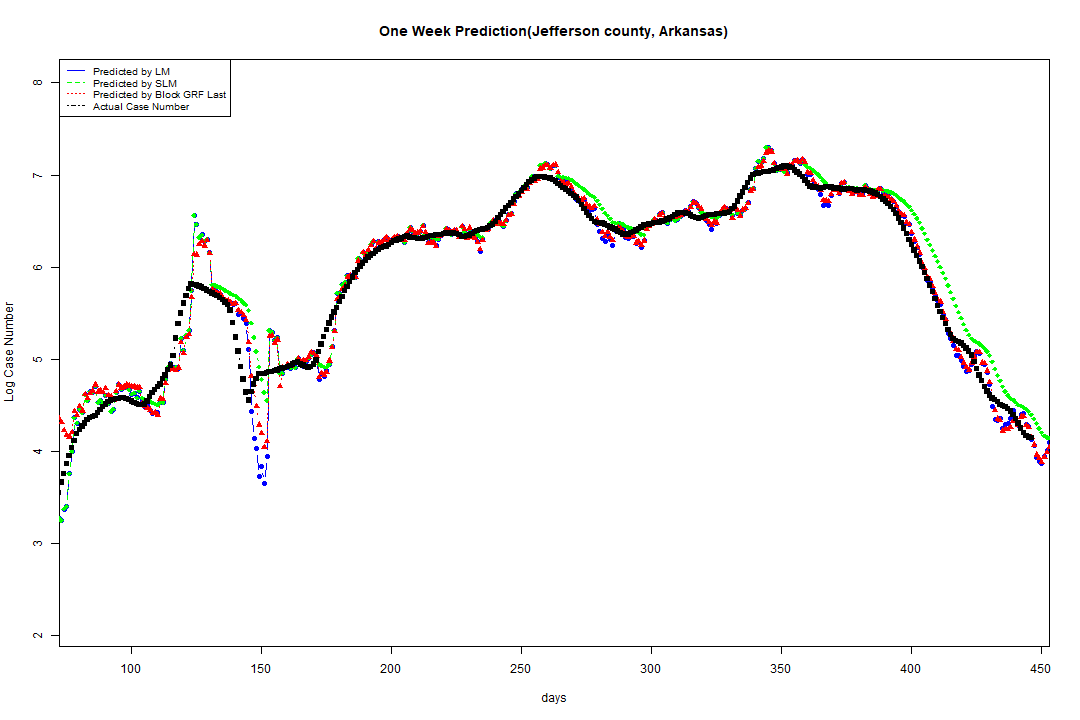 One Week Prediction(Jefferson county, Arkansas)
Predicted by LM
Predicted by SLM
Predicted by Block GRF Last
Actual Case Number
8
7
6
5
4
3
2
Log Case Number
100 150 200 250 300 350 400 450
days